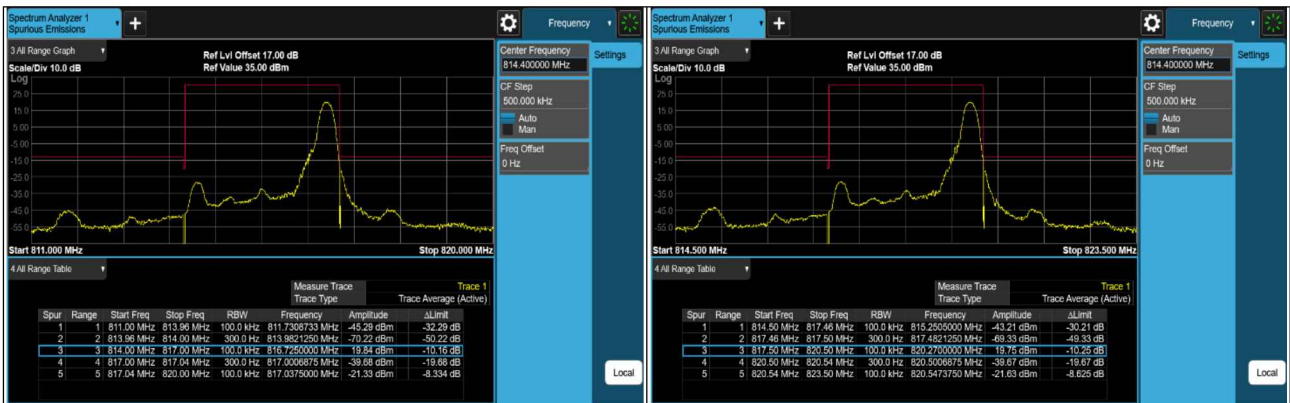 Spectrum Analyzer 1
Spurious Emissions
+
Frequency
3 All Range Graph
Ref Lvl Offset 17.00 dB
Scale/Div 10.0 dB
Ref Value 35.00 dBm
Log
25.0
15.0
5.00
-5.00
-15.0
-25.0
-35.0
-45.0
-55.0
Start 811.000 MHz
Stop 820.000 MHz
Center Frequency
814.400000 MHz
Settings
CF Step
500.000 kHz
Auto
Man
Freq Offset
0 Hz
Local
4 All Range Table
Measure Trace Trace 1
Trace Type Trace Average (Active)
Spur Range Start Freq Stop Freq RBW Frequency Amplitude ΔLimit
1 1 811.00 MHz 813.96 MHz 100.0 kHz 811.7308733 MHz -45.29 dBm -32.29 dB
2 2 813.96 MHz 814.00 MHz 300.0 Hz 813.9821250 MHz -70.22 dBm -50.22 dB
3 3 814.00 MHz 817.00 MHz 100.0 kHz 816.7250000 MHz 19.84 dBm -10.16 dB
4 4 817.00 MHz 817.04 MHz 300.0 Hz 817.0006875 MHz -39.68 dBm -19.68 dB
5 5 817.04 MHz 820.00 MHz 100.0 kHz 817.0375000 MHz -21.33 dBm -8.334 dB
Spectrum Analyzer 1
Spurious Emissions
+
Frequency
3 All Range Graph
Ref Lvl Offset 17.00 dB
Scale/Div 10.0 dB
Ref Value 35.00 dBm
Log
25.0
15.0
5.00
-5.00
-15.0
-25.0
-35.0
-45.0
-55.0
Start 814.500 MHz
Stop 823.500 MHz
Center Frequency
814.400000 MHz
Settings
CF Step
500.000 kHz
Auto
Man
Freq Offset
0 Hz
Local
4 All Range Table
Measure Trace Trace 1
Trace Type Trace Average (Active)
Spur Range Start Freq Stop Freq RBW Frequency Amplitude ΔLimit
1 1 814.50 MHz 817.46 MHz 100.0 kHz 815.2505000 MHz -43.21 dBm -30.21 dB
2 2 817.46 MHz 817.50 MHz 300.0 Hz 817.4821250 MHz -69.33 dBm -49.33 dB
3 3 817.50 MHz 820.50 MHz 100.0 kHz 820.2700000 MHz 19.75 dBm -10.25 dB
4 4 820.50 MHz 820.54 MHz 300.0 Hz 820.5006875 MHz -39.67 dBm -19.67 dB
5 5 820.54 MHz 823.50 MHz 100.0 kHz 820.5473750 MHz -21.63 dBm -8.625 dB